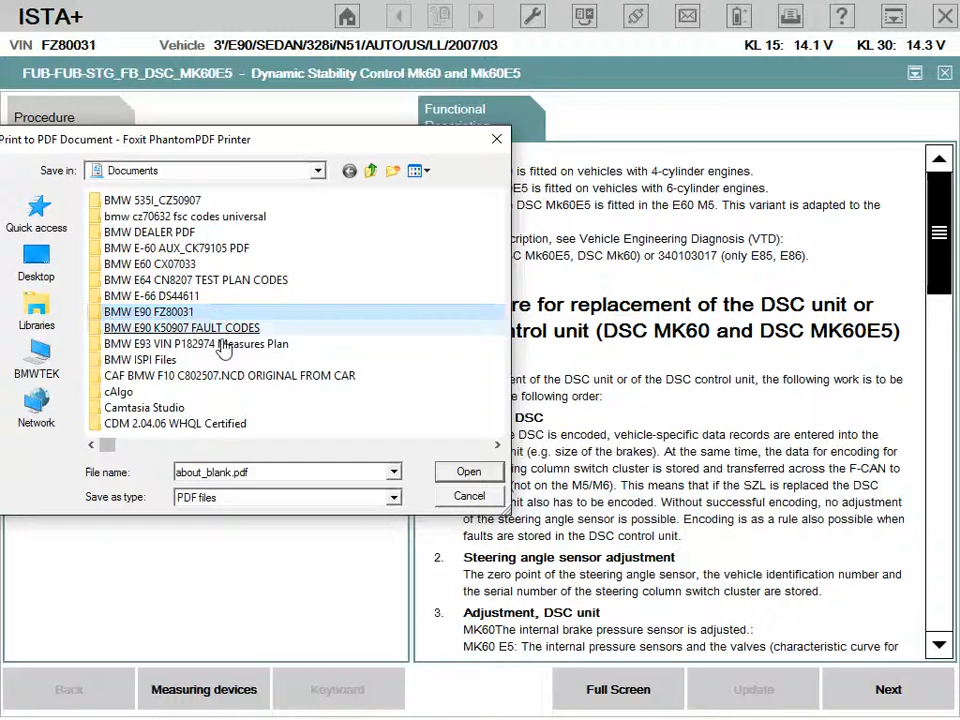 ISTA+
VIN FZ80031 Vehicle 3'/E90/SEDAN/328i/N51/AUTO/US/LL/2007/03 KL 15: 14.1 V KL 30: 14.3 V
FUB-FUB-STG_FB_DSC_MK60E5 - Dynamic Stability Control Mk60 and Mk60E5
Procedure
Functional
Print to PDF Document - Foxit PhantomPDF Printer
Save in: Documents
Quick access
Desktop
Libraries
BMWTEK
Network
BMW 535I_CZ50907
bmw cz70632 fsc codes universal
BMW DEALER PDF
BMW E-60 AUX_CK79105 PDF
BMW E60 CX07033
BMW E64 CN8207 TEST PLAN CODES
BMW E-66 DS44611
BMW E90 FZ80031
BMW E90 K50907 FAULT CODES
BMW E93 VIN P182974 Measures Plan
BMW ISPI Files
CAF BMW F10 C802507.NCD ORIGINAL FROM CAR
cAlgo
Camtasia Studio
CDM 2.04.06 WHQL Certified
File name: about_blank.pdf Open
Save as type: PDF files Cancel
is fitted on vehicles with 4-cylinder engines.
E5 is fitted on vehicles with 6-cylinder engines.
DSC Mk60E5 is fitted in the E60 M5. This variant is adapted to the
cription, see Vehicle Engineering Diagnosis (VTD):
DSC Mk60) or 340103017 (only E85, E86).
re for replacement of the DSC unit or
ntrol unit (DSC MK60 and DSC MK60E5)
ent of the DSC unit or of the DSC control unit, the following work is to be
e following order:
DSC
e DSC is encoded, vehicle-specific data records are entered into the
unit (e.g. size of the brakes). At the same time, the data for encoding for
ing column switch cluster is stored and transferred across the F-CAN to
(not on the M5/M6). This means that if the SZL is replaced the DSC
unit also has to be encoded. Without successful encoding, no adjustment
of the steering angle sensor is possible. Encoding is as a rule also possible when
faults are stored in the DSC control unit.
2. Steering angle sensor adjustment
The zero point of the steering angle sensor, the vehicle identification number and
the serial number of the steering column switch cluster are stored.
3. Adjustment, DSC unit
MK60The internal brake pressure sensor is adjusted.:
MK60 E5: The internal pressure sensors and the valves (characteristic curve for
Back Measuring devices Keyboard Full Screen Update Next